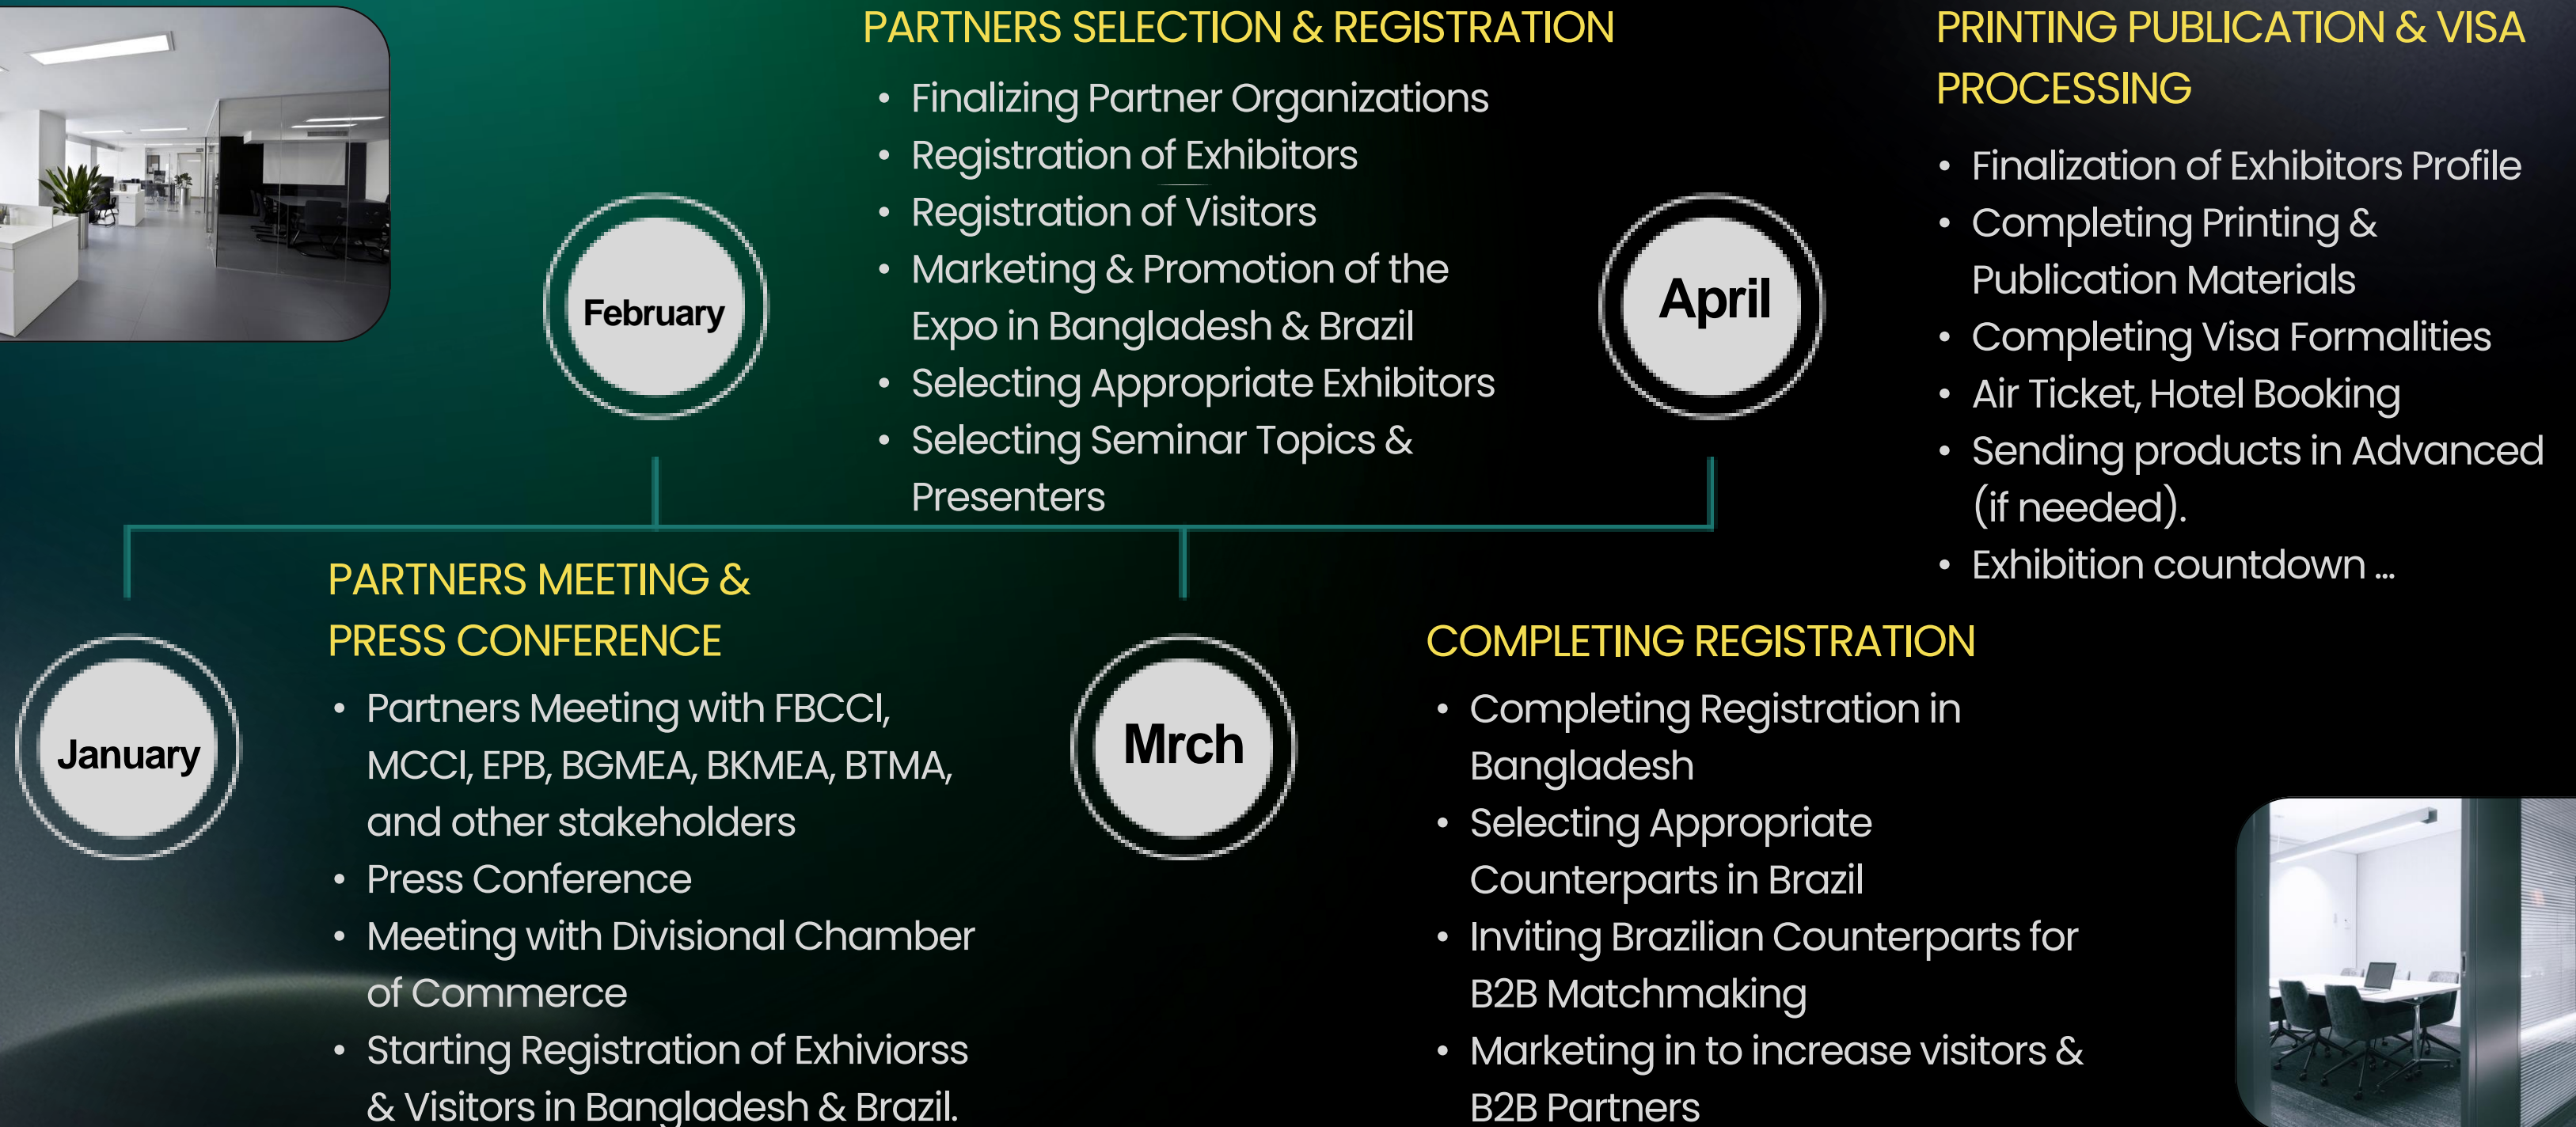 PARTNERS SELECTION & REGISTRATION
• Finalizing Partner Organizations
• Registration of Exhibitors
• Registration of Visitors
• Marketing & Promotion of the
Expo in Bangladesh & Brazil
• Selecting Appropriate Exhibitors
• Selecting Seminar Topics &
Presenters
February
PRINTING PUBLICATION & VISA
PROCESSING
• Finalization of Exhibitors Profile
• Completing Printing &
Publication Materials
• Completing Visa Formalities
• Air Ticket, Hotel Booking
• Sending products in Advanced
(if needed).
• Exhibition countdown ...
April
PARTNERS MEETING &
PRESS CONFERENCE
• Partners Meeting with FBCCI,
MCCI, EPB, BGMEA, BKMEA, BTMA,
and other stakeholders
• Press Conference
• Meeting with Divisional Chamber
of Commerce
• Starting Registration of Exhiviorss
& Visitors in Bangladesh & Brazil.
January
COMPLETING REGISTRATION
• Completing Registration in
Bangladesh
• Selecting Appropriate
Counterparts in Brazil
• Inviting Brazilian Counterparts for
B2B Matchmaking
• Marketing in to increase visitors &
B2B Partners
Mrch